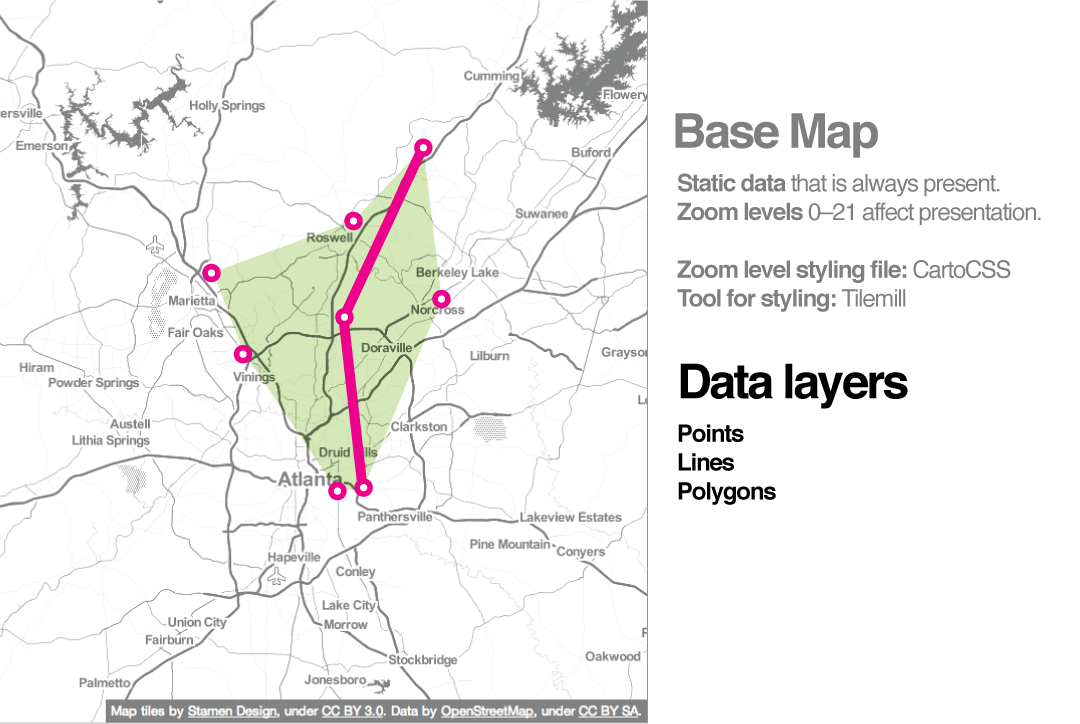 Cumming
Flowery
Holly Springs
ersville
Emerson
Buford
Suwanee
Roswell
Berkeley Lake
Marietta
Norcross
Fair Oaks
Doraville
Lilburn
Grayson
Hiram
Powder Springs
Vinings
Austell
Lithia Springs
Clarkston
Druid Hills
Atlanta
Panthersville
Lakeview Estates
Pine Mountain
Conyers
Hapeville
Conley
Lake City
Morrow
Union City
Fairburn
Stockbridge
Oakwood
Jonesboro
Palmetto
Map tiles by Stamen Design, under CC BY 3.0. Data by OpenStreetMap, under CC BY SA.
Base Map
Static data that is always present.
Zoom levels 0–21 affect presentation.
Zoom level styling file: CartoCSS
Tool for styling: Tilemill
Data layers
Points
Lines
Polygons